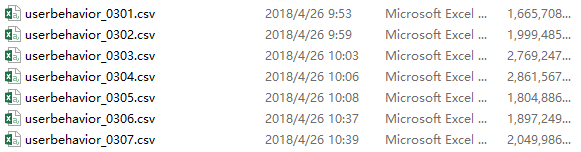 userbehavior_0301.csv 2018/4/26 9:53 Microsoft Excel ... 1,665,708...
userbehavior_0302.csv 2018/4/26 9:59 Microsoft Excel ... 1,999,485...
userbehavior_0303.csv 2018/4/26 10:03 Microsoft Excel ... 2,769,247...
userbehavior_0304.csv 2018/4/26 10:06 Microsoft Excel ... 2,861,567...
userbehavior_0305.csv 2018/4/26 10:08 Microsoft Excel ... 1,804,886...
userbehavior_0306.csv 2018/4/26 10:37 Microsoft Excel ... 1,897,249...
userbehavior_0307.csv 2018/4/26 10:39 Microsoft Excel ... 2,049,986...